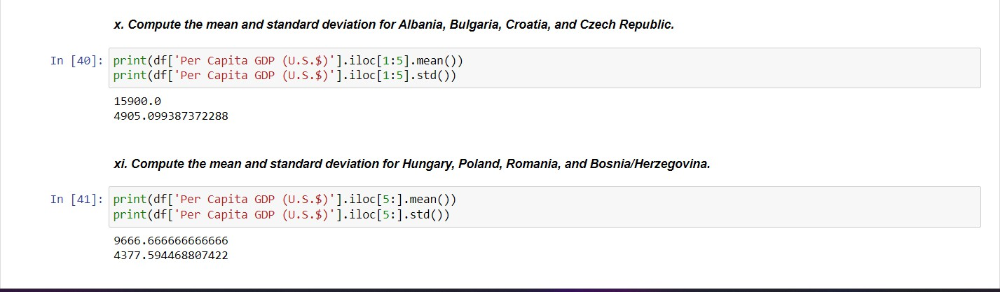 x. Compute the mean and standard deviation for Albania, Bulgaria, Croatia, and Czech Republic.
In [40]: print(df['Per Capita GDP (U.S.$)'].iloc[1:5].mean())
print(df['Per Capita GDP (U.S.$)'].iloc[1:5].std())
15900.0
4905.099387372288
xi. Compute the mean and standard deviation for Hungary, Poland, Romania, and Bosnia/Herzegovina.
In [41]: print(df['Per Capita GDP (U.S.$)'].iloc[5:].mean())
print(df['Per Capita GDP (U.S.$)'].iloc[5:].std())
9666.666666666666
4377.594468807422